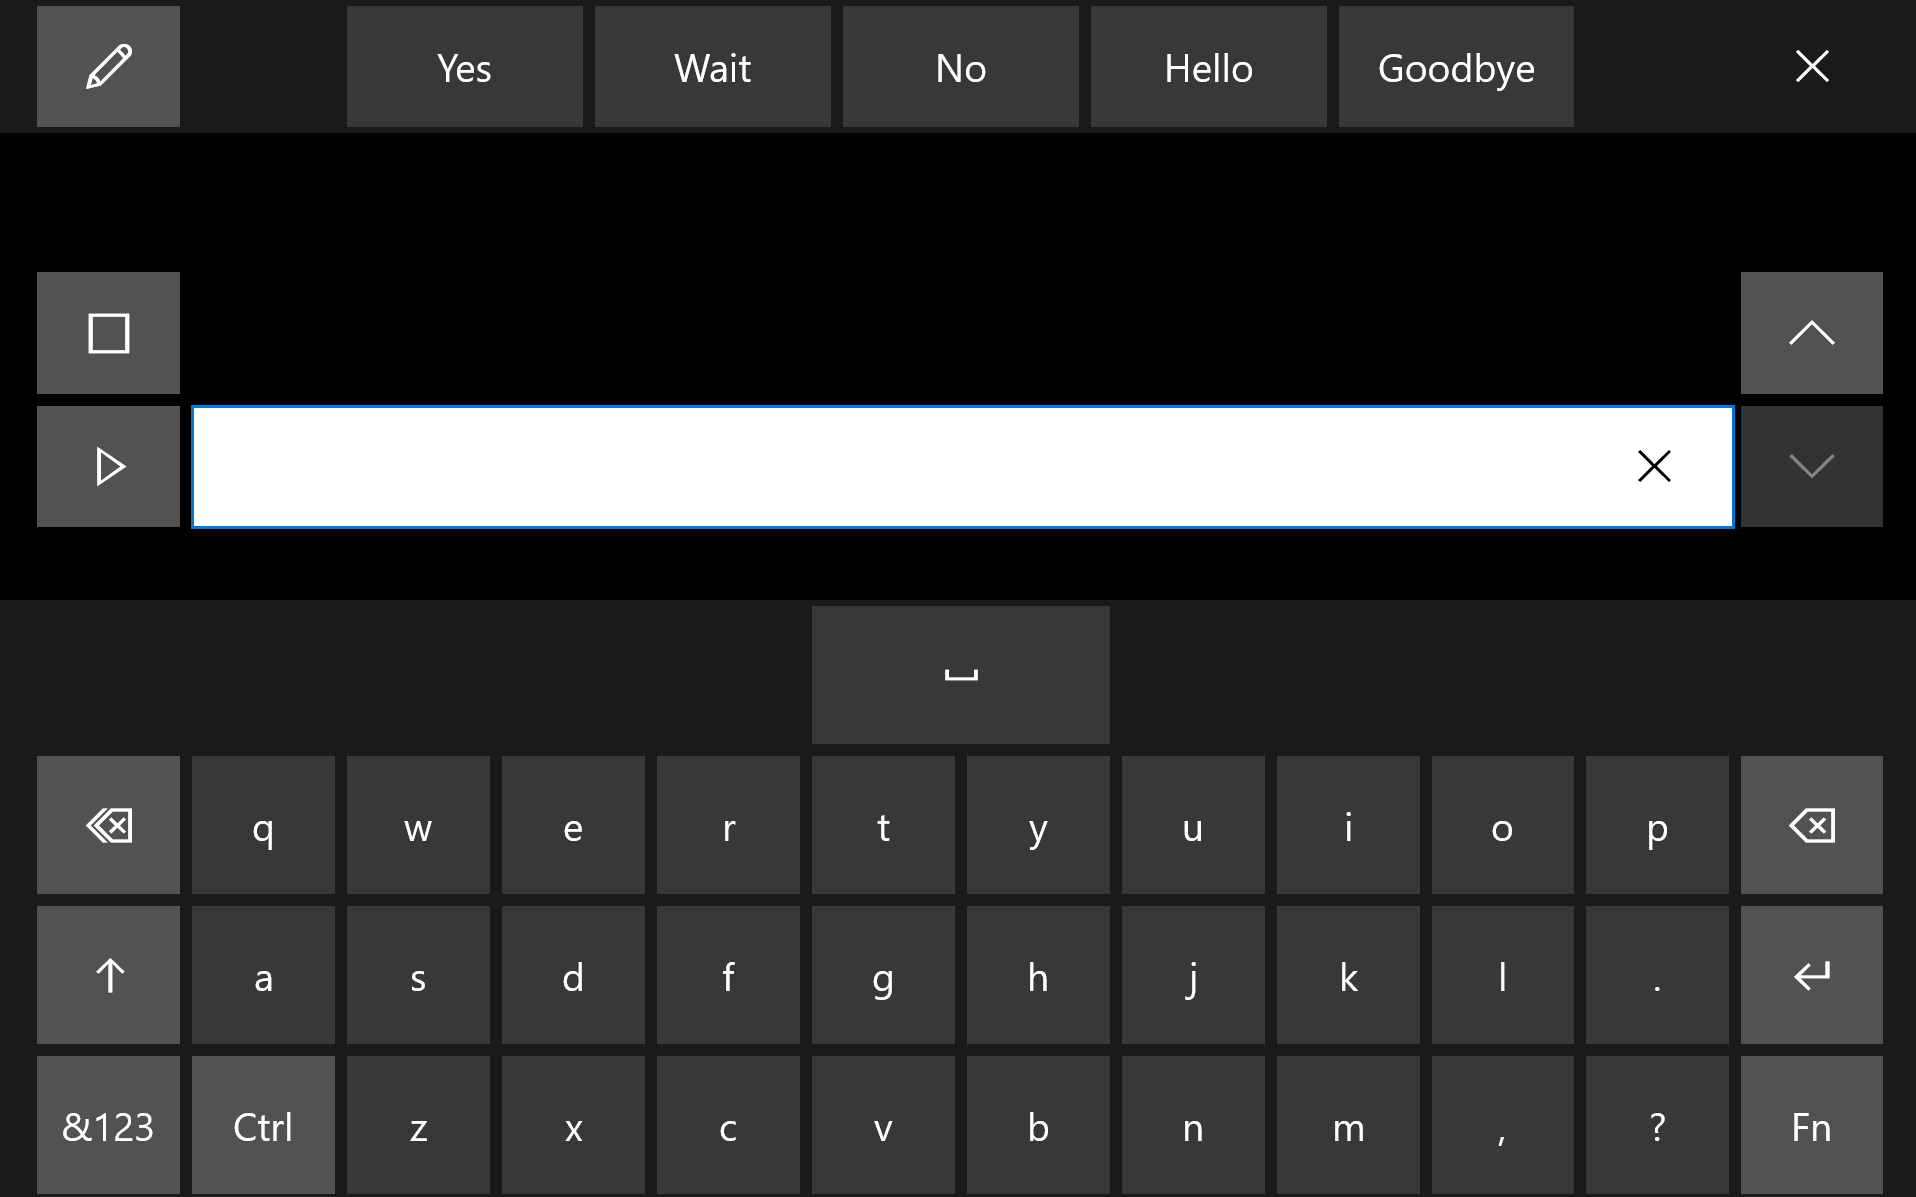 Yes Wait No Hello Goodbye
q w e r t y u i o p
a s d f g h j k l .
&123 Ctrl z x c v b n m , ? Fn